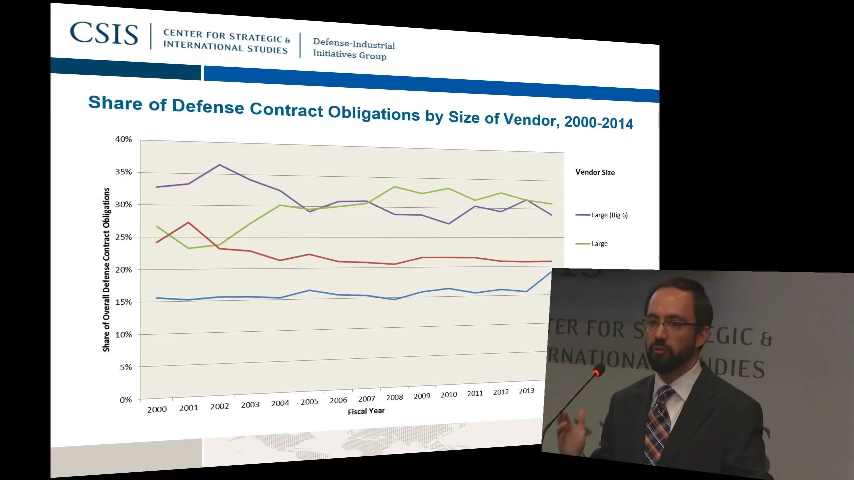 CSIS
CENTER FOR STRATEGIC &
INTERNATIONAL STUDIES
Defense-Industrial
Initiatives Group
Share of Defense Contract Obligations by Size of Vendor, 2000-2014
40%
35%
30%
25%
20%
15%
10%
5%
0%
Share of Overall Defense Contract Obligations
2000 2001 2002 2003 2004 2005 2006 2007 2008 2009 2010 2011 2012 2013
Fiscal Year
Vendor Size
Large (Big 6)
Large
TER FOR STRATEGIC &
RNATIONAL STUDIES